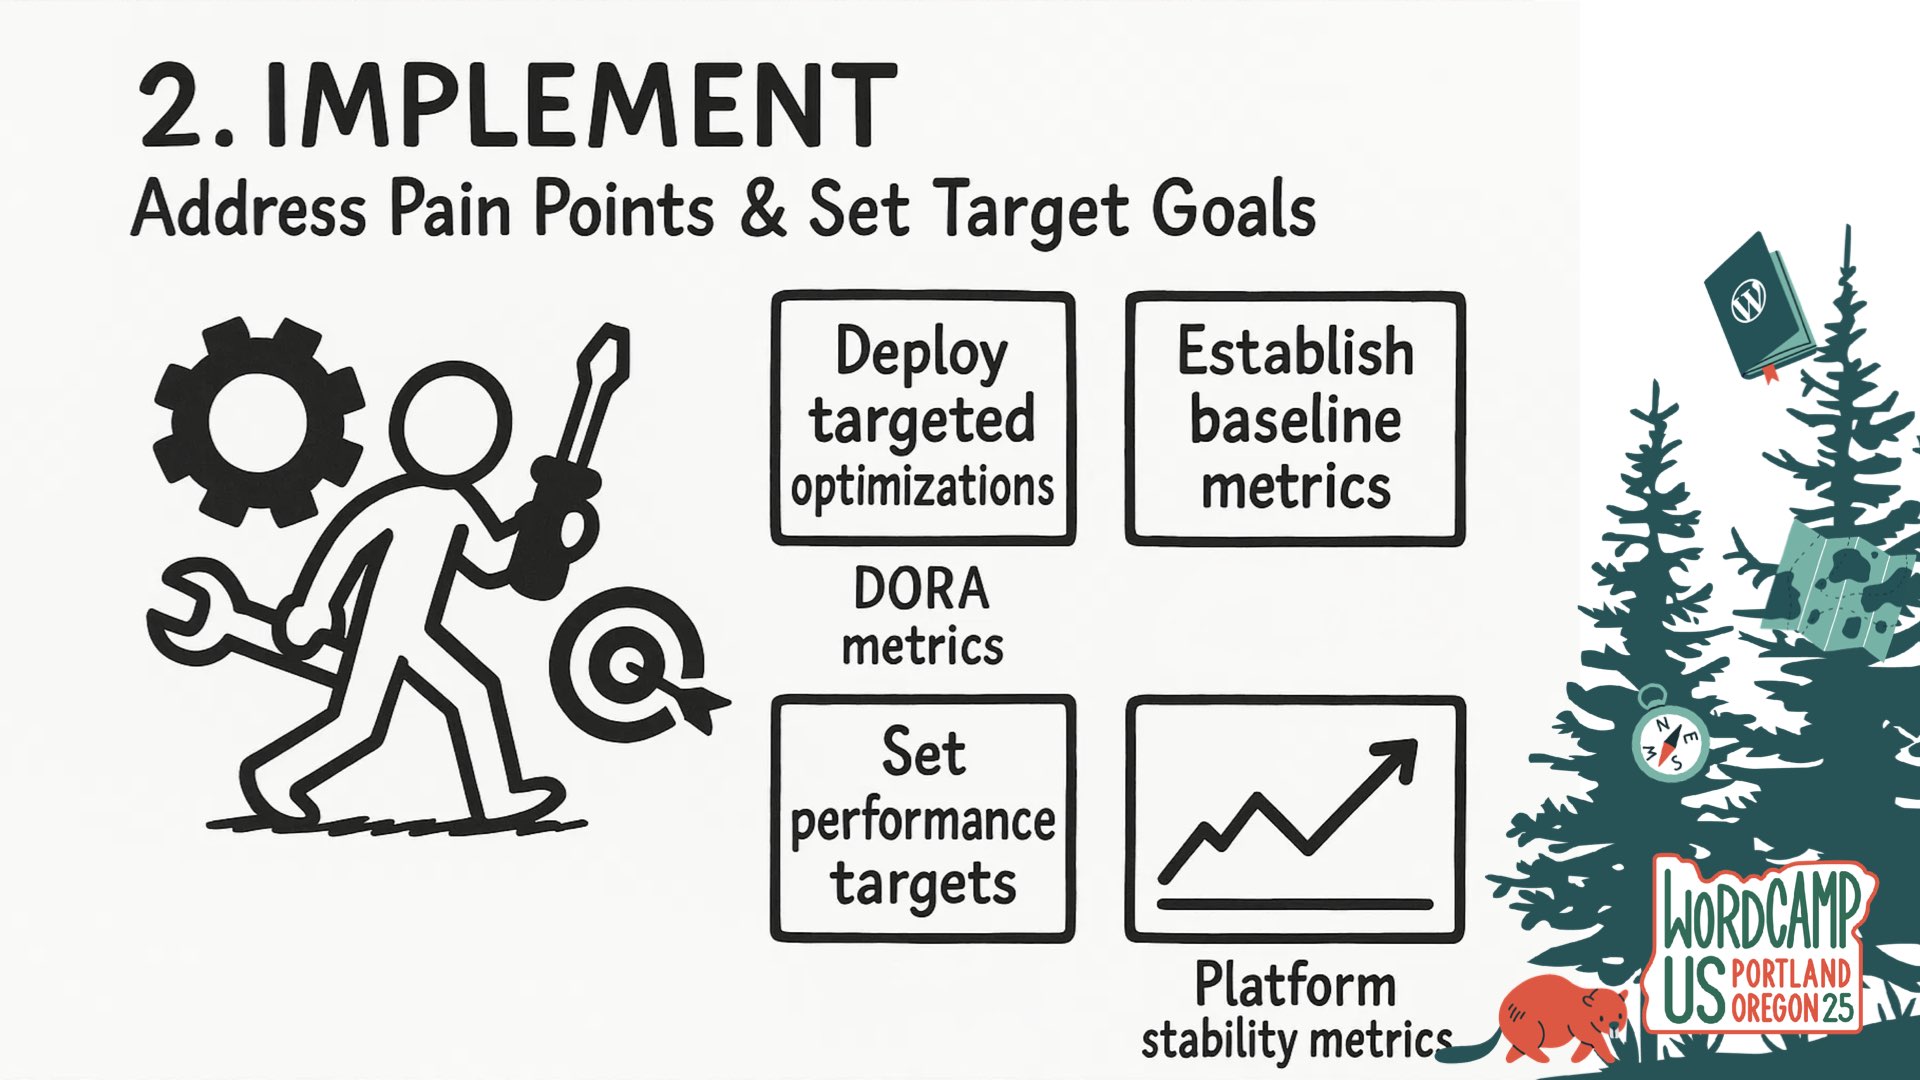 2. IMPLEMENT
Address Pain Points & Set Target Goals
Deploy
targeted
optimizations
DORA
metrics
Establish
baseline
metrics
Set
performance
targets
Platform
stability metrics
W
N
E
S
W
WORDCAMP
US PORTLAND
OREGON 25